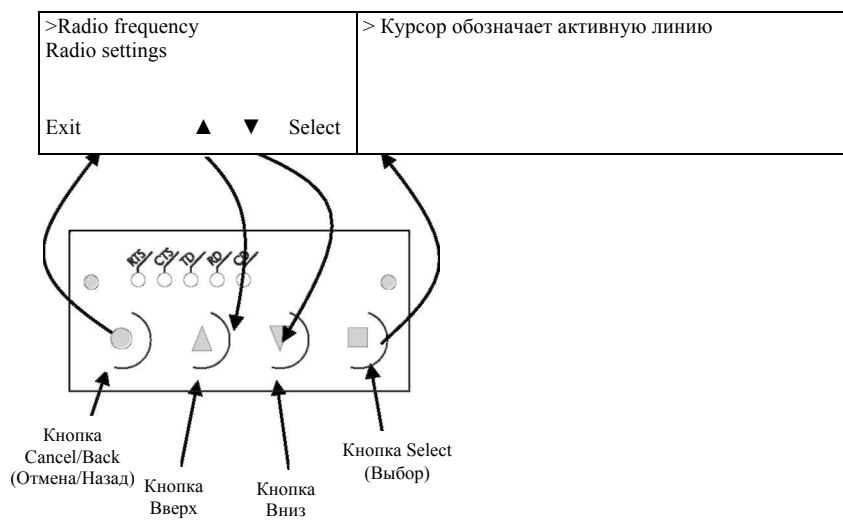 >Radio frequency
Radio settings
Exit ▲ ▼ Select
> Курсор обозначает активную линию
RTS CTS TD RD CD
Кнопка
Cancel/Back
(Отмена/Назад)
Кнопка
Вверх
Кнопка
Вниз
Кнопка Select
(Выбор)